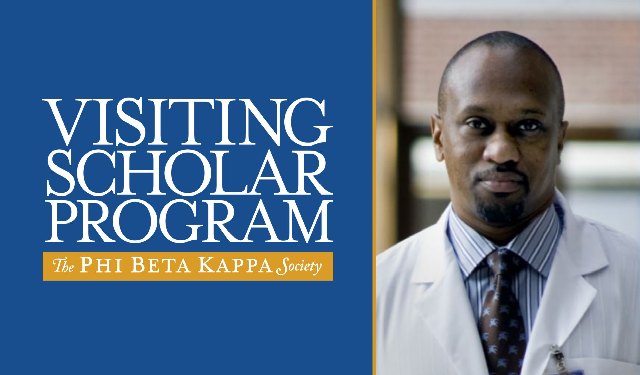 VISITING
SCHOLAR
PROGRAM
The PHI BETA KAPPA Society